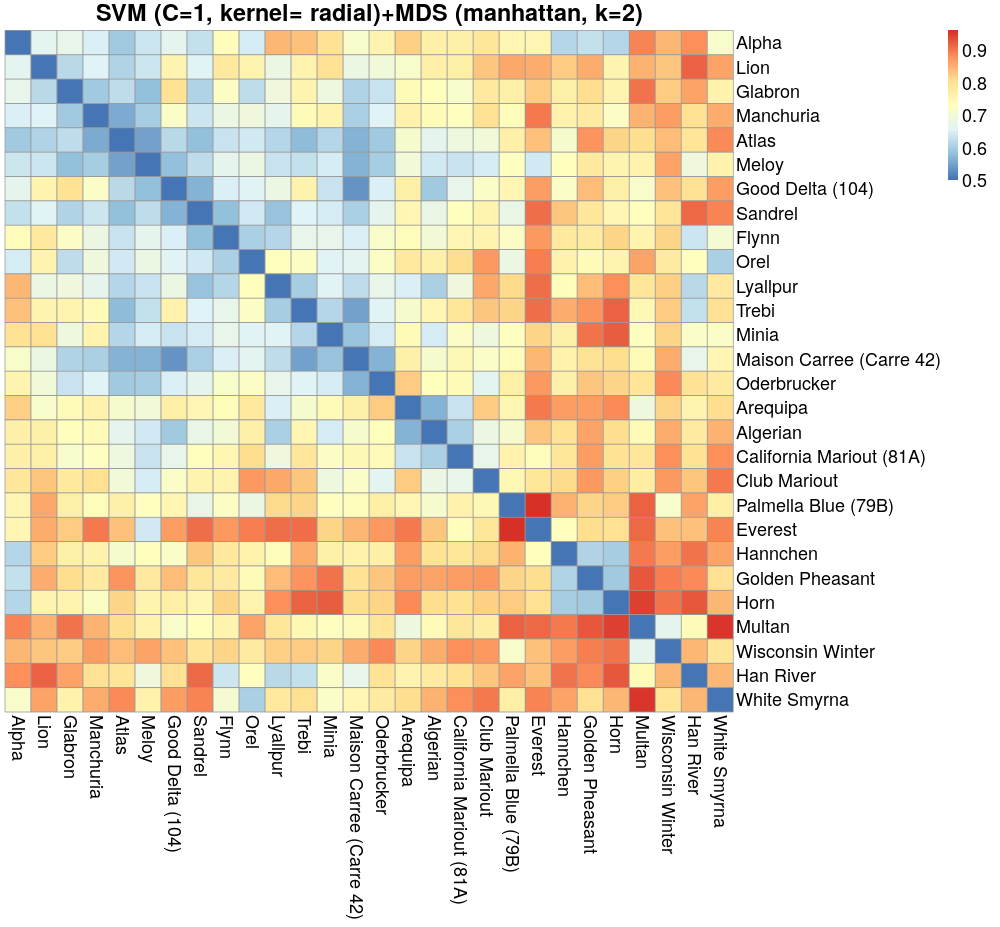 SVM (C=1, kernel= radial)+MDS (manhattan, k=2)
0.9
0.8
0.7
0.6
0.5
Alpha
Lion
Glabron
Manchuria
Atlas
Meloy
Good Delta (104)
Sandrel
Flynn
Orel
Lyallpur
Trebi
Minia
Maison Carree (Carre 42)
Oderbrucker
Arequipa
Algerian
California Mariout (81A)
Club Mariout
Palmella Blue (79B)
Everest
Hannchen
Golden Pheasant
Horn
Multan
Wisconsin Winter
Han River
White Smyrna
Alpha
Lion
Glabron
Manchuria
Atlas
Meloy
Good Delta (104)
Sandrel
Flynn
Orel
Lyallpur
Trebi
Minia
Maison Carree (Carre 42)
Oderbrucker
Arequipa
Algerian
California Mariout (81A)
Club Mariout
Palmella Blue (79B)
Everest
Hannchen
Golden Pheasant
Horn
Multan
Wisconsin Winter
Han River
White Smyrna